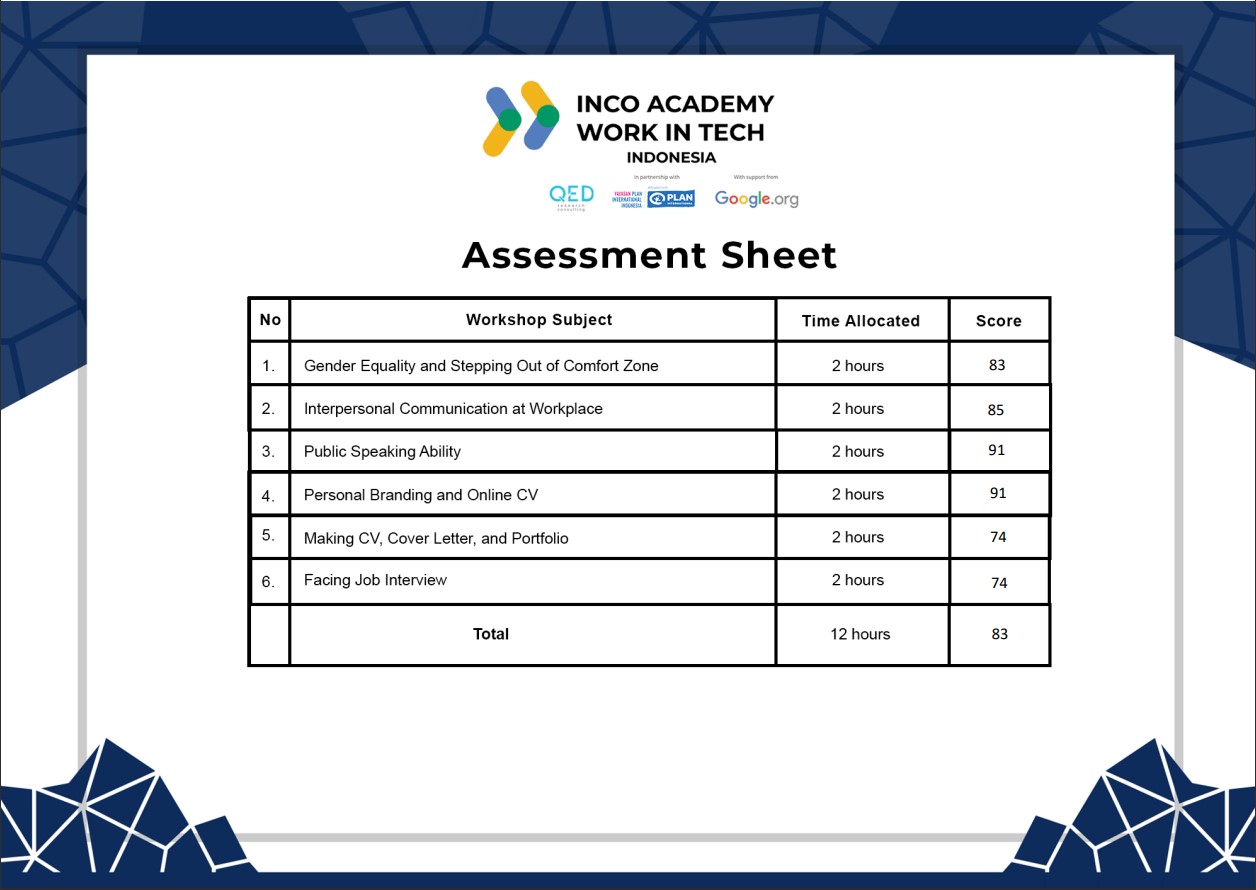 INCO ACADEMY
WORK IN TECH
INDONESIA
In partnership with
With support from
QED
research
consulting
YAYASAN PLAN
INTERNATIONAL
INDONESIA
PLAN
INTERNATIONAL
Google.org
Assessment Sheet
No Workshop Subject Time Allocated Score
1. Gender Equality and Stepping Out of Comfort Zone 2 hours 83
2. Interpersonal Communication at Workplace 2 hours 85
3. Public Speaking Ability 2 hours 91
4. Personal Branding and Online CV 2 hours 91
5. Making CV, Cover Letter, and Portfolio 2 hours 74
6. Facing Job Interview 2 hours 74
Total 12 hours 83